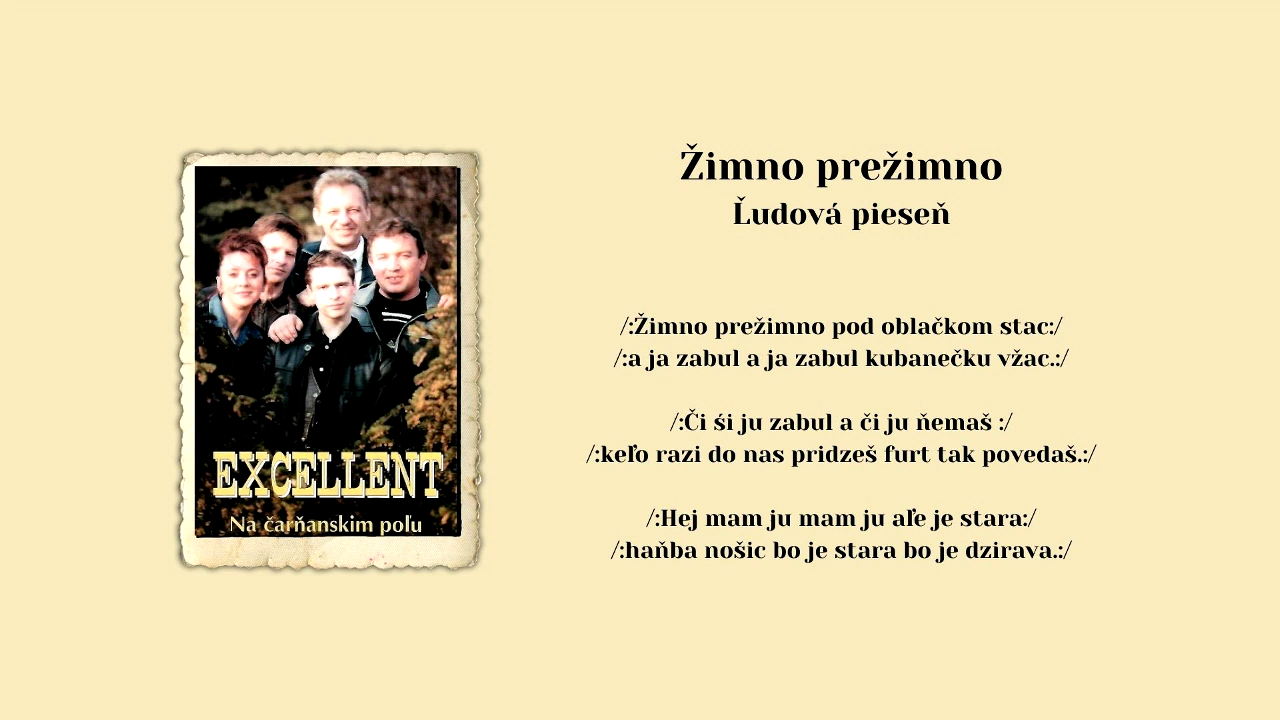 EXCELLENT
Na čarňanskim poľu
Žimno prežimno
Ľudová pieseň
/:Žimno prežimno pod oblačkom stac:/
/:a ja zabul a ja zabul kubanečku vžac.:/
/:Či śi ju zabul a či ju ňemaš :/
/:keľo razi do nas pridzeš furt tak povedaš.:/
/:Hej mam ju mam ju aľe je stara:/
/:haňba nošic bo je stara bo je dzirava.:/